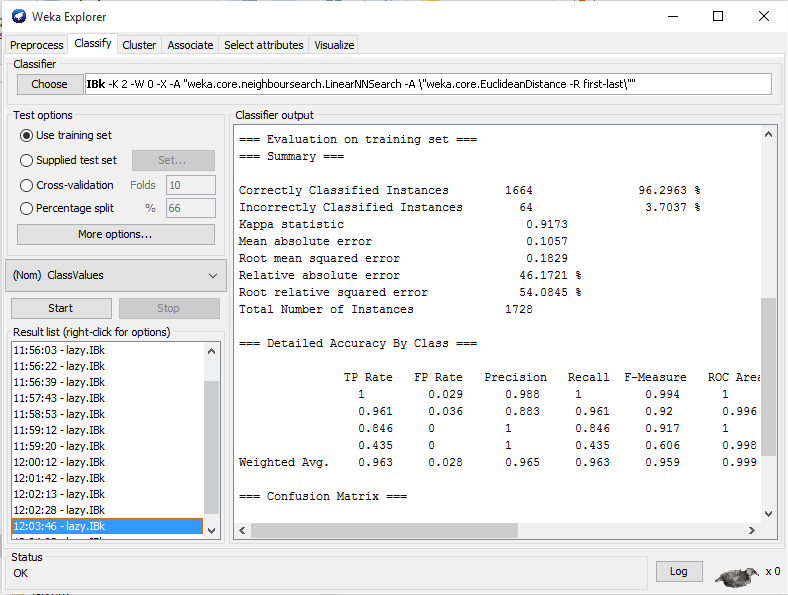 Weka Explorer
Preprocess Classify Cluster Associate Select attributes Visualize
Classifier
Choose IBk -K 2 -W 0 -X -A "weka.core.neighboursearch.LinearNNSearch -A \"weka.core.EuclideanDistance -R first-last\""
Test options
Use training set
Supplied test set Set...
Cross-validation Folds 10
Percentage split % 66
More options...
(Nom) ClassValues
Start Stop
Result list (right-click for options)
11:56:03 - lazy.IBk
11:56:22 - lazy.IBk
11:56:39 - lazy.IBk
11:57:43 - lazy.IBk
11:58:53 - lazy.IBk
11:59:12 - lazy.IBk
11:59:20 - lazy.IBk
12:00:12 - lazy.IBk
12:01:42 - lazy.IBk
12:02:13 - lazy.IBk
12:02:28 - lazy.IBk
12:03:46 - lazy.IBk
Classifier output
=== Evaluation on training set ===
=== Summary ===
Correctly Classified Instances 1664 96.2963 %
Incorrectly Classified Instances 64 3.7037 %
Kappa statistic 0.9173
Mean absolute error 0.1057
Root mean squared error 0.1829
Relative absolute error 46.1721 %
Root relative squared error 54.0845 %
Total Number of Instances 1728
=== Detailed Accuracy By Class ===
TP Rate FP Rate Precision Recall F-Measure ROC Area
1 0.029 0.988 1 0.994 1
0.961 0.036 0.883 0.961 0.92 0.996
0.846 0 1 0.846 0.917 1
0.435 0 1 0.435 0.606 0.998
Weighted Avg. 0.963 0.028 0.965 0.963 0.959 0.999
=== Confusion Matrix ===
Status
OK
Log x 0